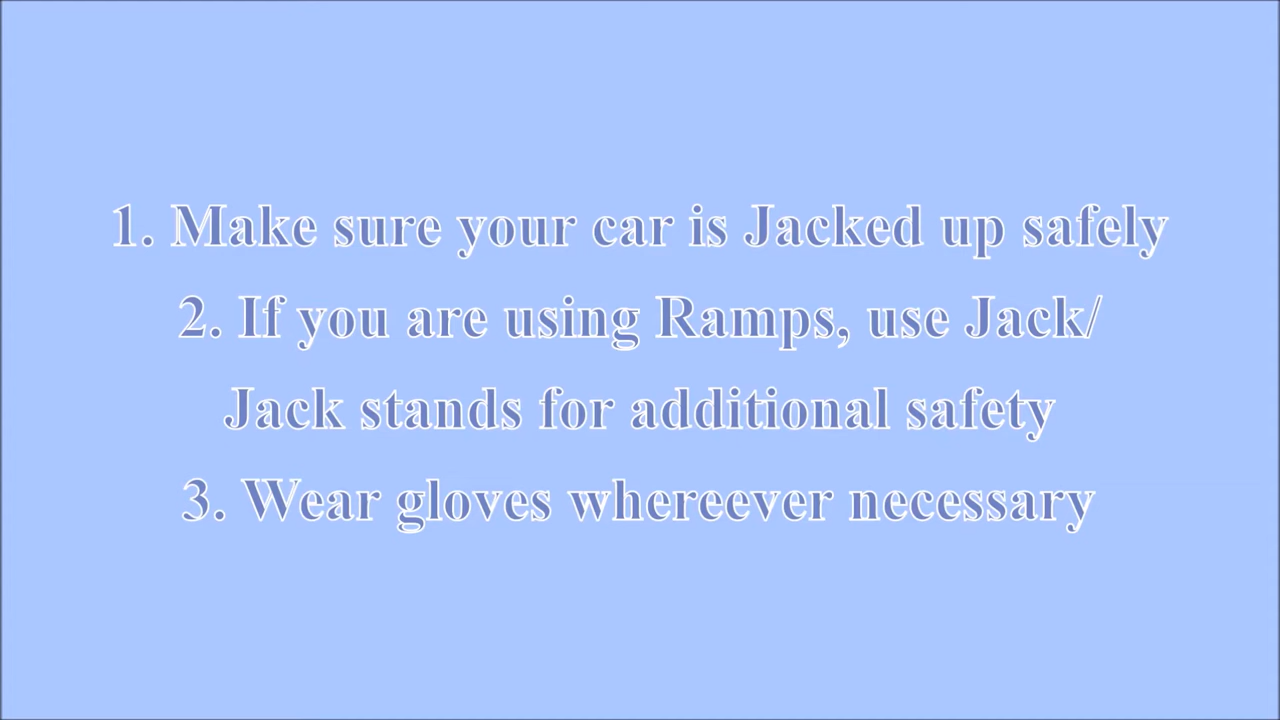 1. Make sure your car is Jacked up safely
2. If you are using Ramps, use Jack/
Jack stands for additional safety
3. Wear gloves whereever necessary